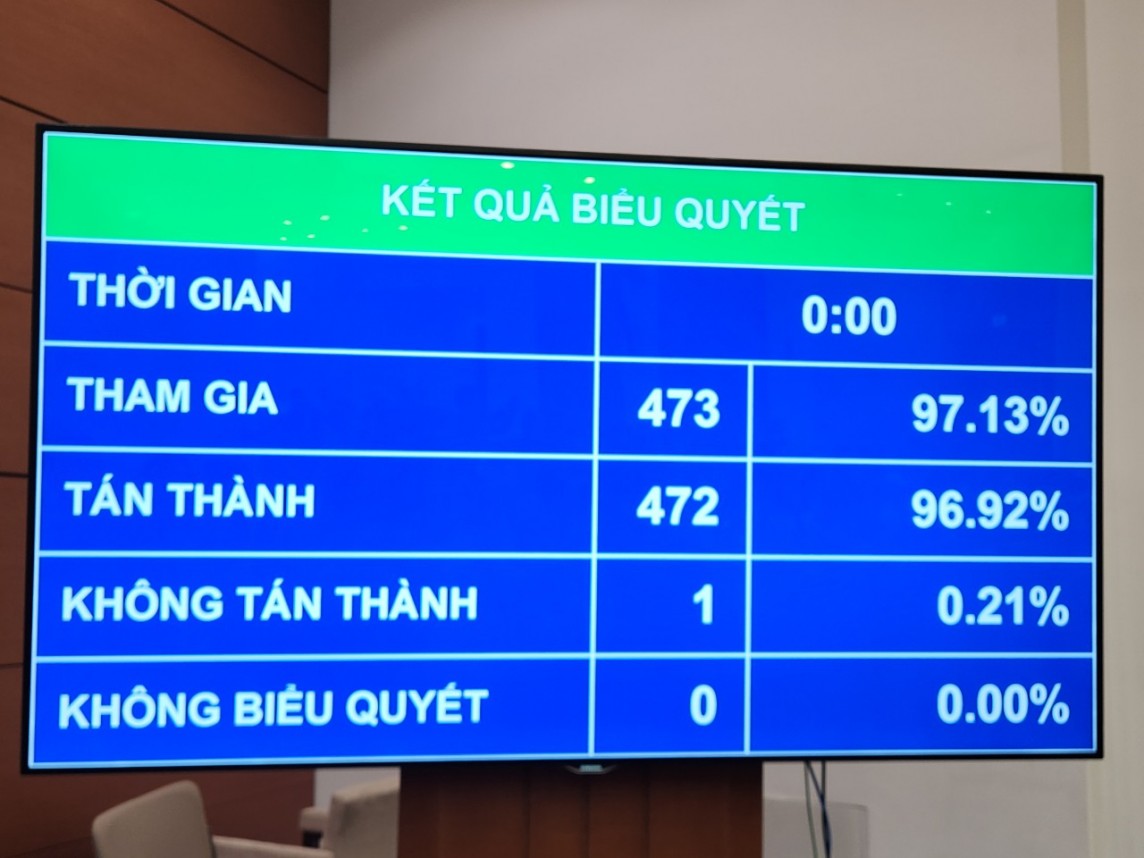 KẾT QUẢ BIỂU QUYẾT
THỜI GIAN 0:00
THAM GIA 473 97.13%
TÁN THÀNH 472 96.92%
KHÔNG TÁN THÀNH 1 0.21%
KHÔNG BIỂU QUYẾT 0 0.00%